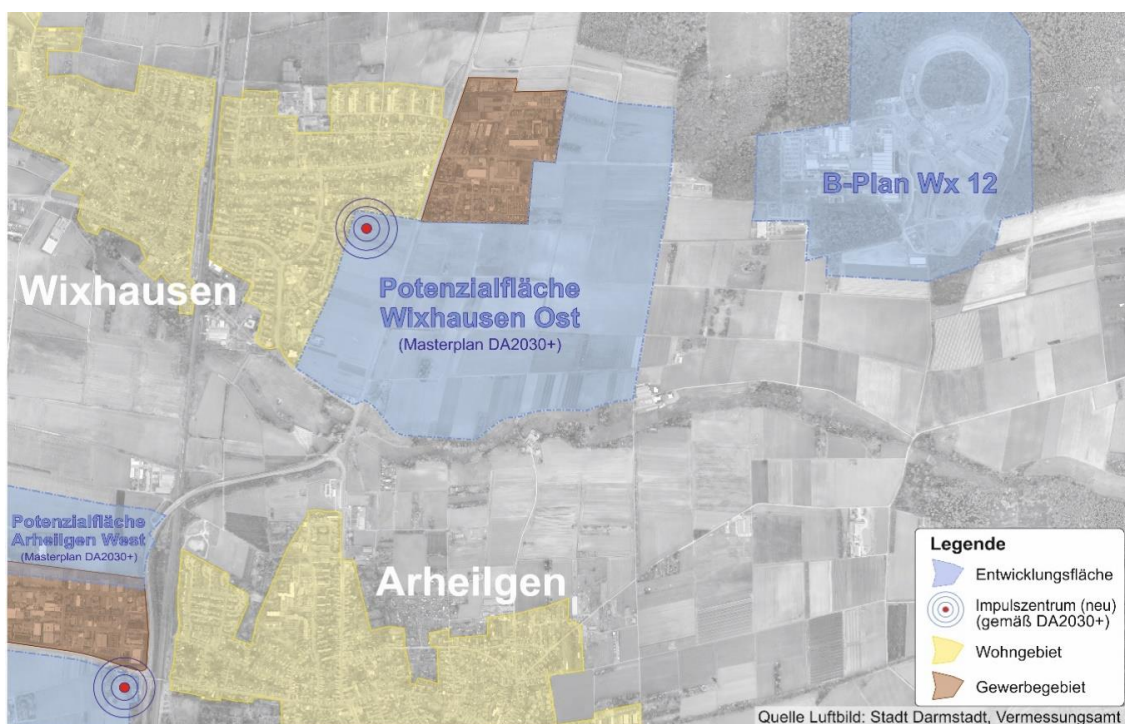 B-Plan Wx 12
Wixhausen
Potenzialfläche
Wixhausen Ost
(Masterplan DA2030+)
Potenzialfläche
Arheilgen West
(Masterplan DA2030+)
Arheilgen
Legende
Entwicklungsfläche
Impulszentrum (neu)
(gemäß DA2030+)
Wohngebiet
Gewerbegebiet
Quelle Luftbild: Stadt Darmstadt, Vermessungsamt